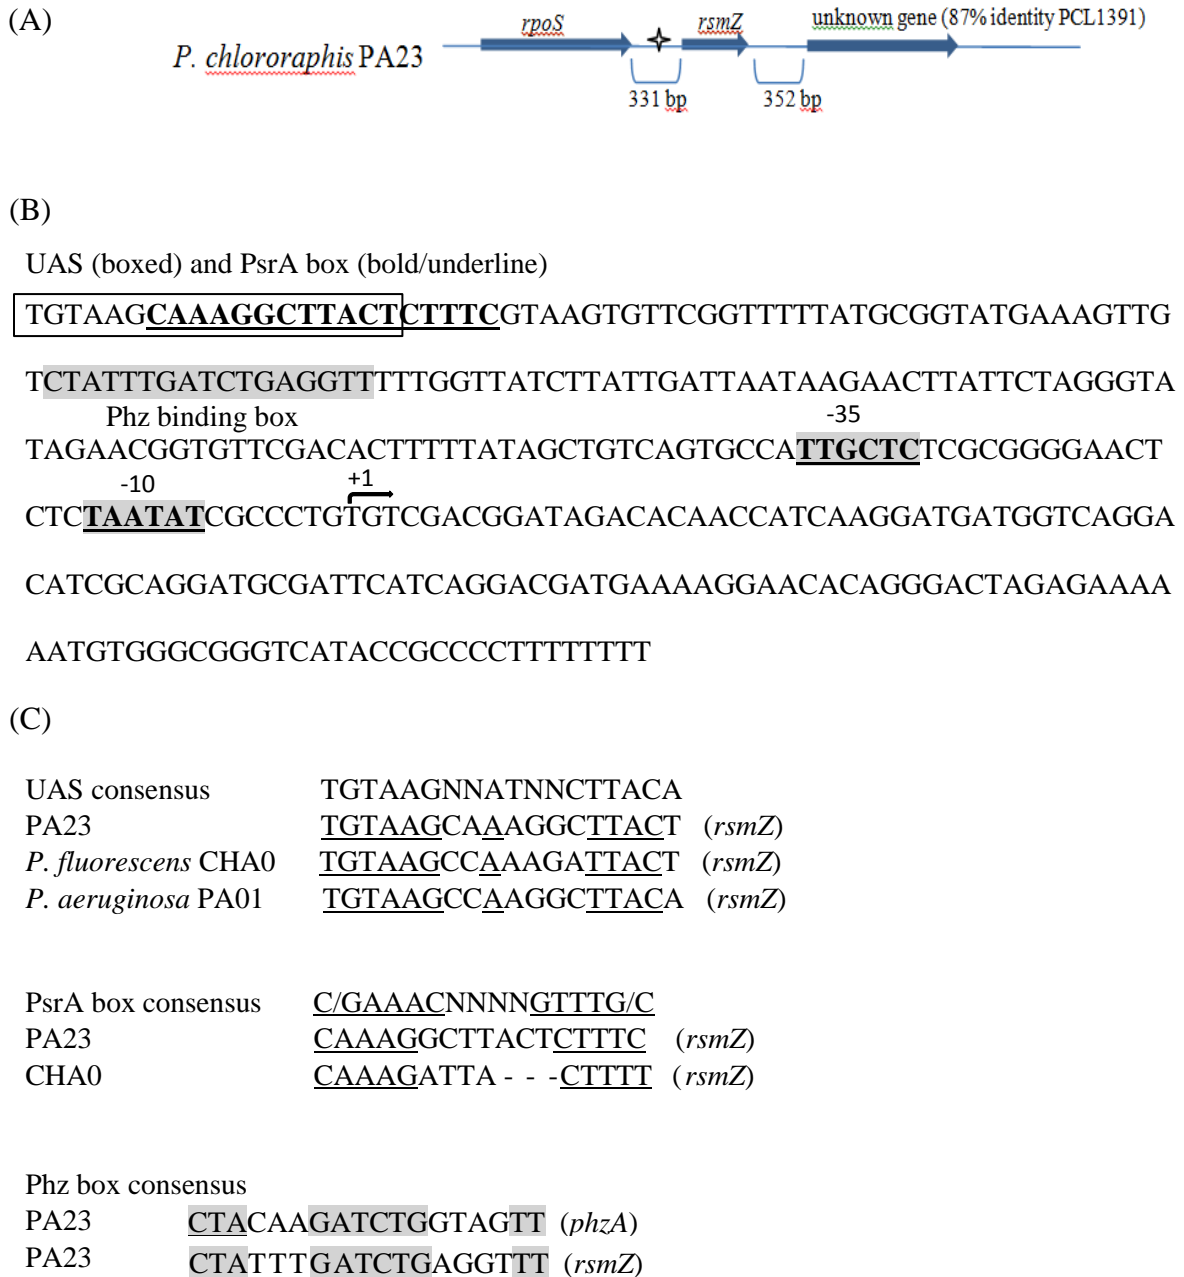 (A)
rpoS rsmZ unknown gene (87% identity PCL1391)
P. chlororaphis PA23
331 bp 352 bp
(B)
UAS (boxed) and PsrA box (bold/underline)
TGTAAGCAAAGGCTTACTCTTTCGTAAGTGTTCGGTTTTTATGCGGTATGAAAGTTG
TCTATTTGATCTGAGGTTTTTGGTTATCTTATTGATTAATAAGAACTTATTCTAGGGTA
Phz binding box -35
TAGAACGGTGTTCGACACTTTTTATAGCTGTCAGTGCCATTGCTCTCGCGGGGAACT
-10 +1
CTCTAATATCGCCCTGTGTCGACGGATAGACACAACCATCAAGGATGATGGTCAGGA
CATCGCAGGATGCGATTCATCAGGACGATGAAAAGGAACACAGGGACTAGAGAAAA
AATGTGGGCGGGTCATACCGCCCCTTTTTTTT
(C)
UAS consensus TGTAAGNNATNNCTTACA
PA23 TGTAAGCAAAGGCTTACT (rsmZ)
P. fluorescens CHA0 TGTAAGCCAAAGATTACT (rsmZ)
P. aeruginosa PA01 TGTAAGCCAAGGCTTACA (rsmZ)
PsrA box consensus C/GAAACNNNNGTTTG/C
PA23 CAAAGGCTTACTCTTTC (rsmZ)
CHA0 CAAAGATTA - - -CTTTT (rsmZ)
Phz box consensus
PA23 CTACAAGATCTGGTAGTT (phzA)
PA23 CTATTTGATCTGAGGTTT (rsmZ)